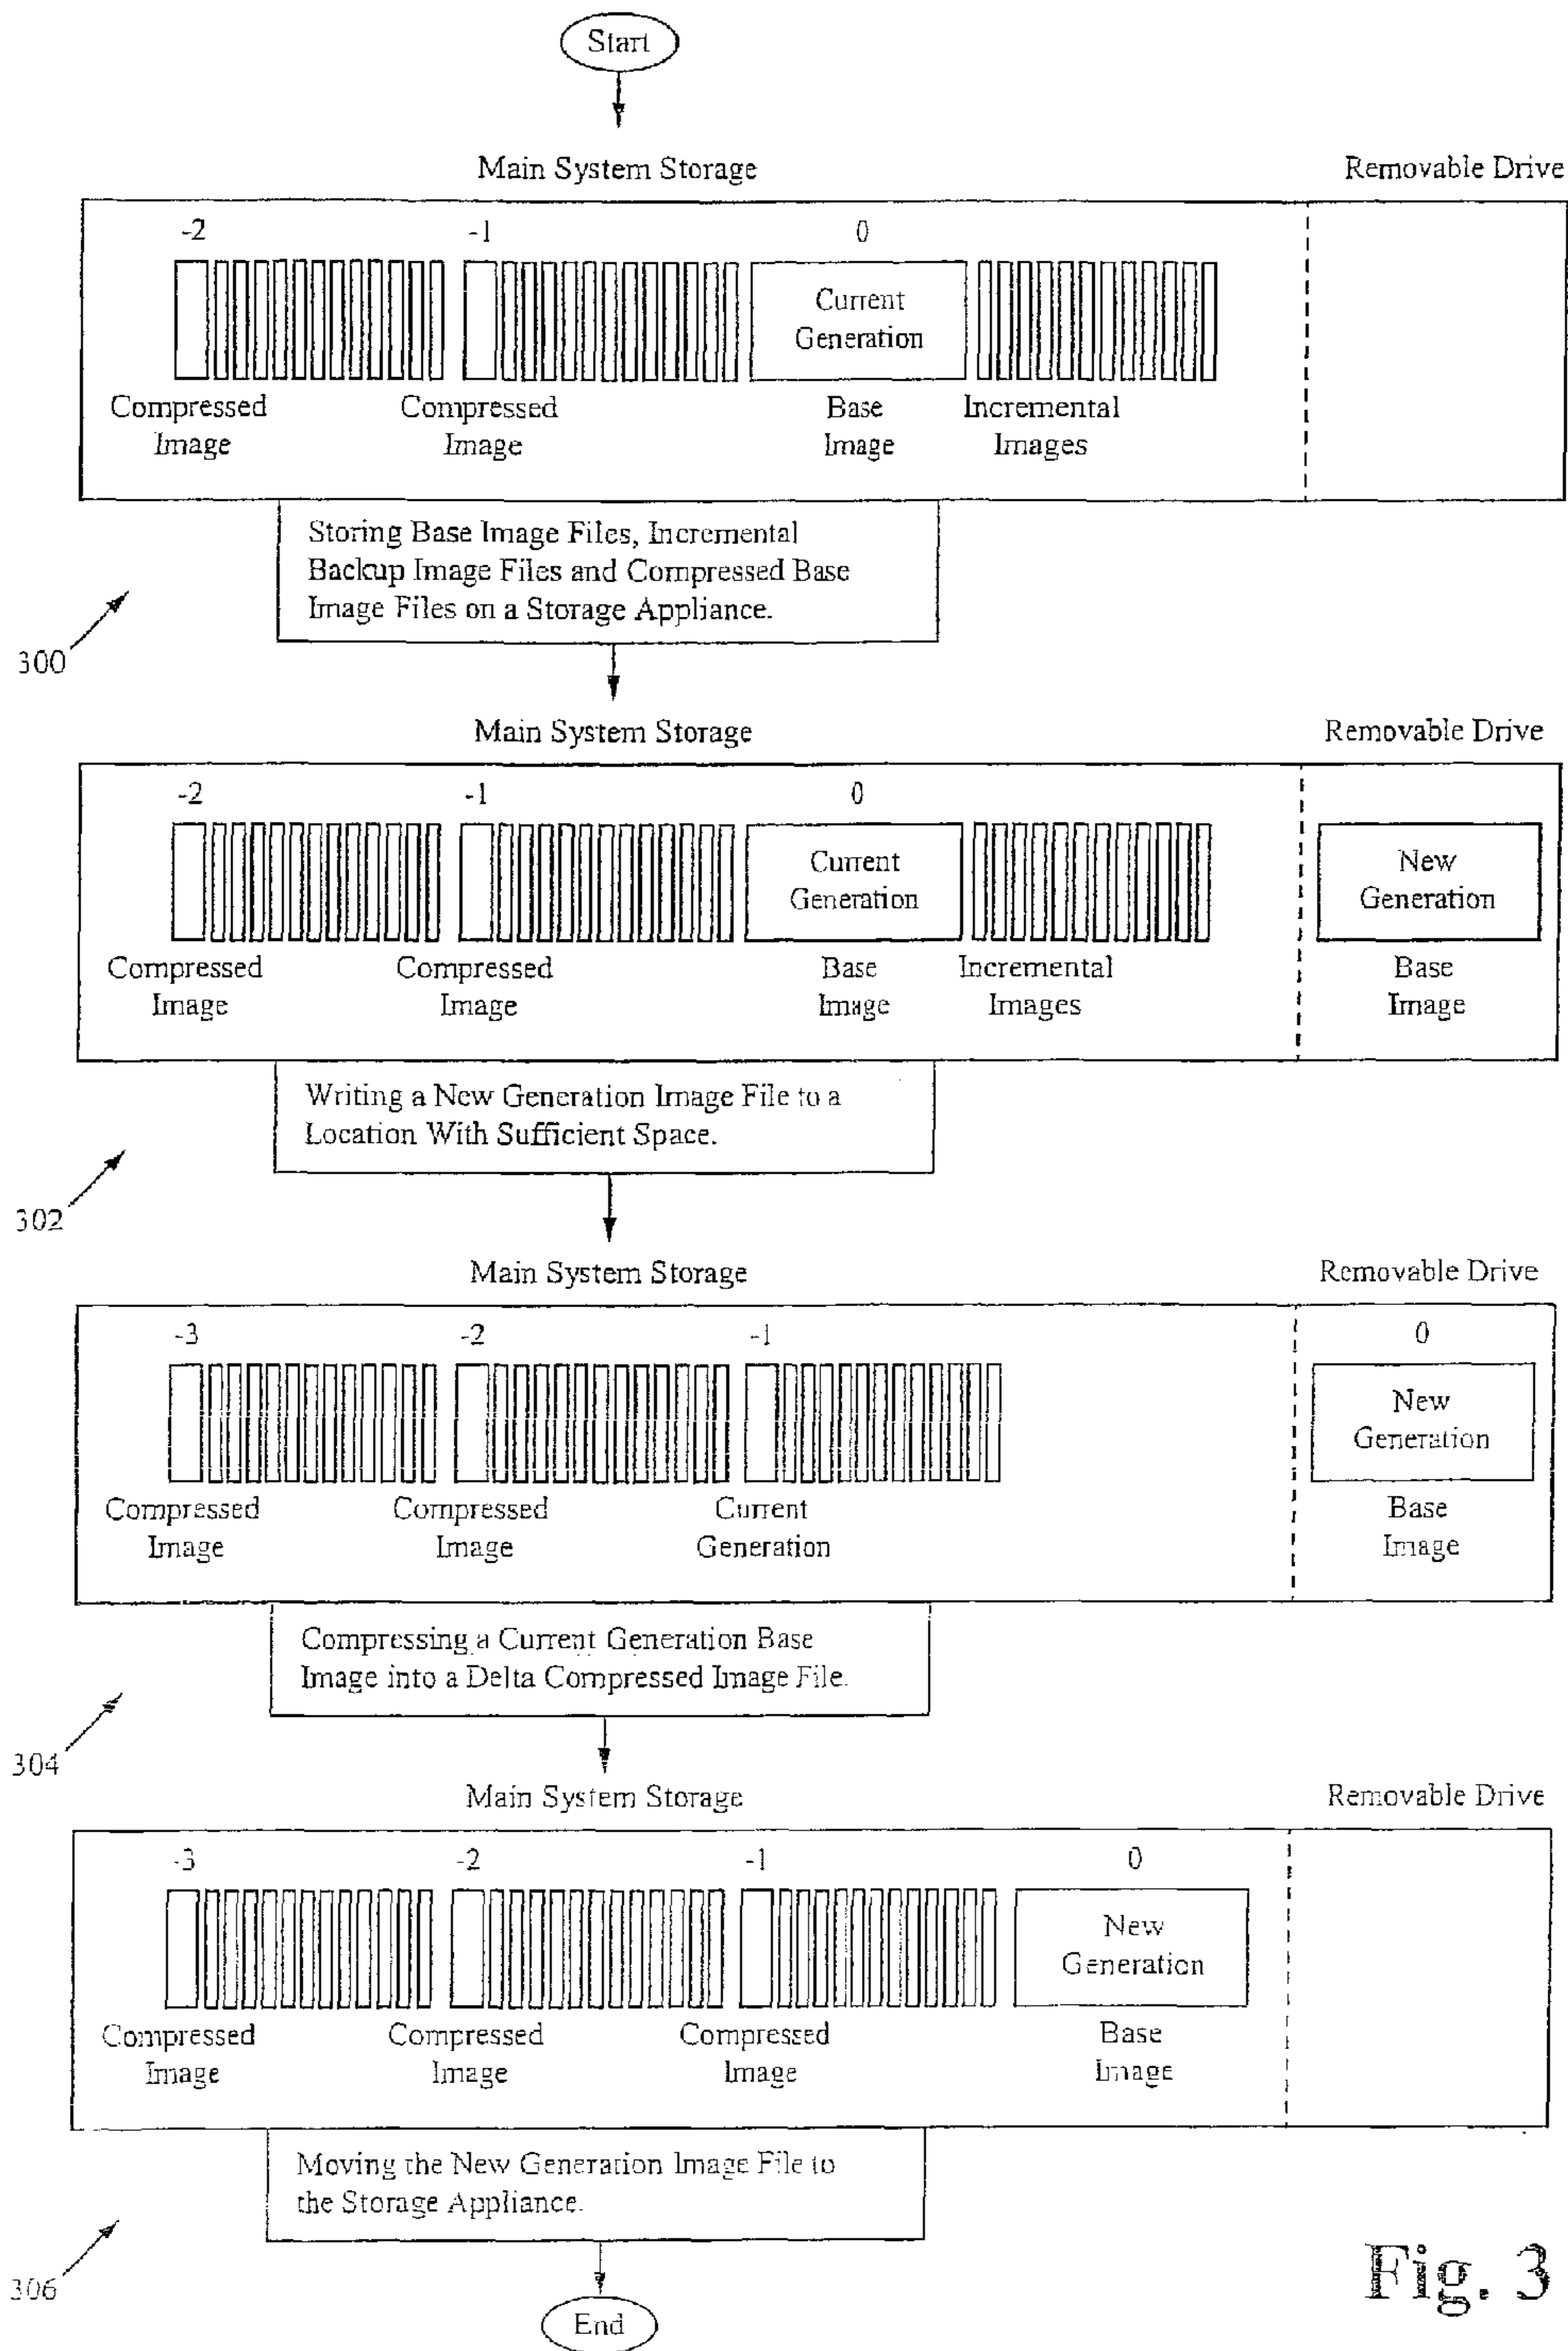 Start
Main System Storage
Removable Drive
-2
-1
0
Current
Generation
Compressed
Image
Compressed
Image
Base
Image
Incremental
Images
Storing Base Image Files, Incremental
Backup Image Files and Compressed Base
Image Files on a Storage Appliance.
300
Main System Storage
Removable Drive
-2
-1
0
Current
Generation
New
Generation
Compressed
Image
Compressed
Image
Base
Image
Incremental
Images
Base
Image
Writing a New Generation Image File to a
Location With Sufficient Space.
302
Main System Storage
Removable Drive
-3
-2
-1
0
New
Generation
Compressed
Image
Compressed
Image
Current
Generation
Base
Image
Compressing a Current Generation Base
Image into a Delta Compressed Image File.
304
Main System Storage
Removable Drive
-3
-2
-1
0
New
Generation
Compressed
Image
Compressed
Image
Compressed
Image
Base
Image
Moving the New Generation Image File to
the Storage Appliance.
306
End
Fig. 3